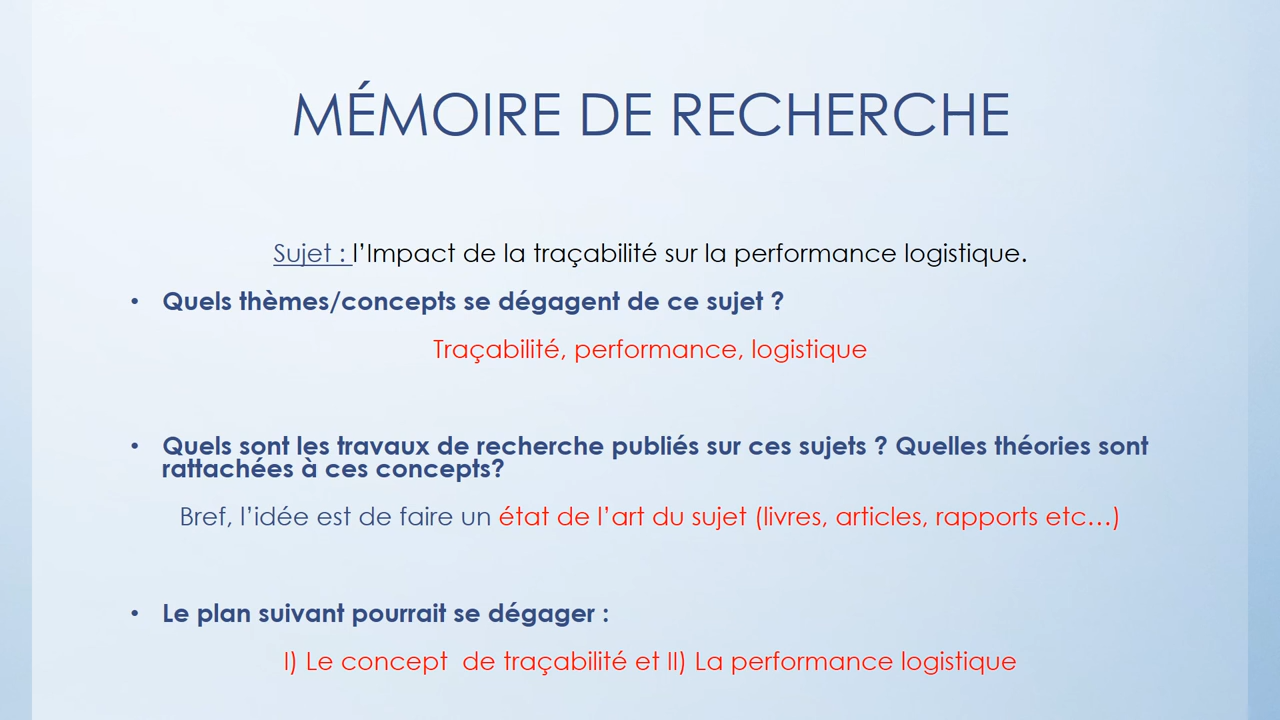 MÉMOIRE DE RECHERCHE
Sujet : l’Impact de la traçabilité sur la performance logistique.
• Quels thèmes/concepts se dégagent de ce sujet ?
Traçabilité, performance, logistique
• Quels sont les travaux de recherche publiés sur ces sujets ? Quelles théories sont
rattachées à ces concepts?
Bref, l’idée est de faire un état de l’art du sujet (livres, articles, rapports etc…)
• Le plan suivant pourrait se dégager :
I) Le concept  de traçabilité et II) La performance logistique